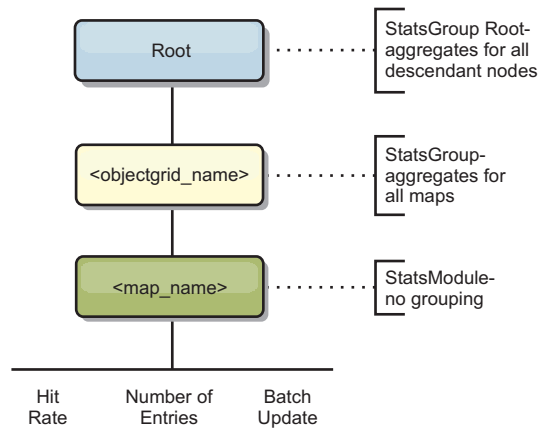 Root
StatsGroup Root-
aggregates for all
descendant nodes
<objectgrid_name>
StatsGroup-
aggregates for
all maps
<map_name>
StatsModule-
no grouping
Hit
Rate
Number of
Entries
Batch
Update